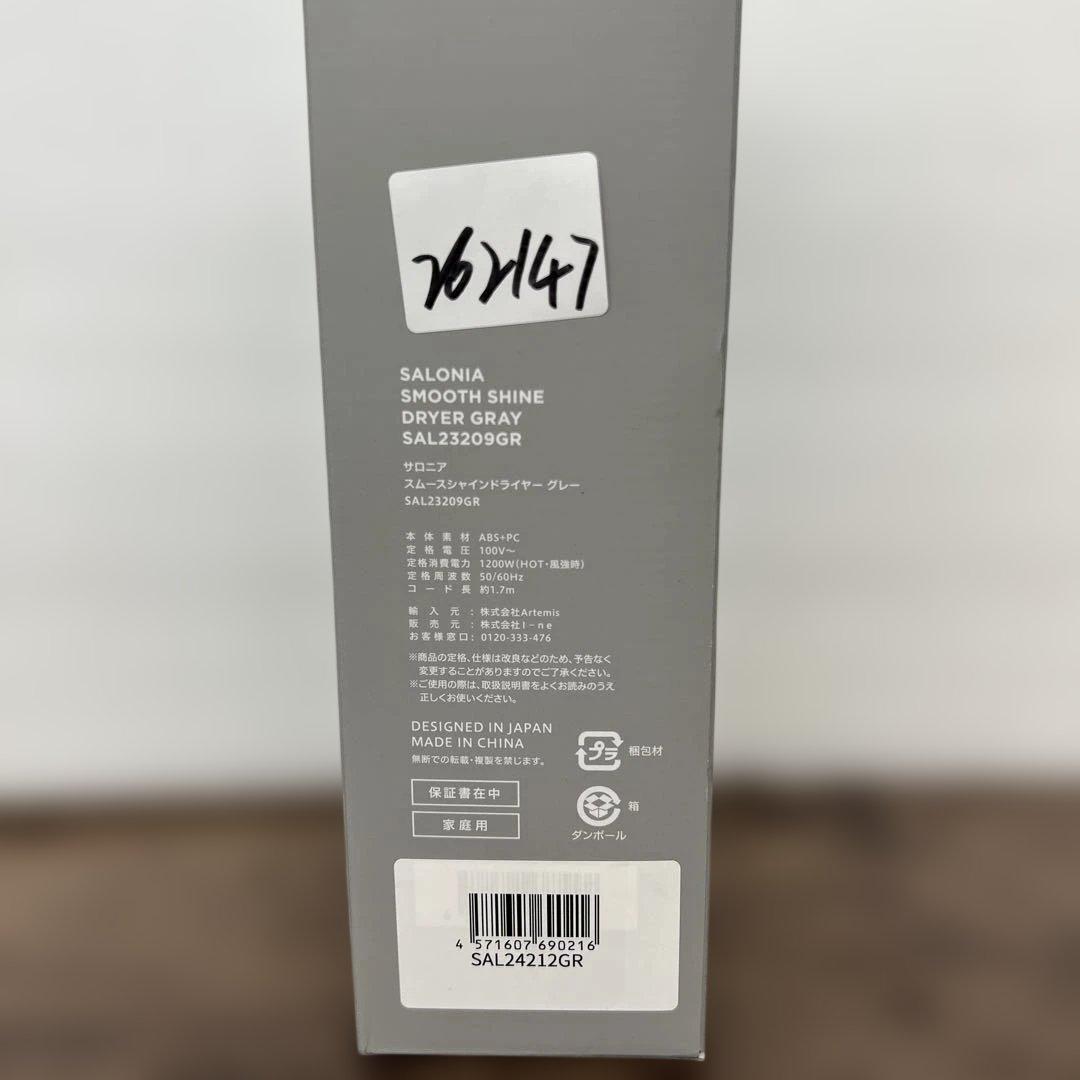 262147
SALONIA
SMOOTH SHINE
DRYER GRAY
SAL23209GR
サロニア
スムースシャインドライヤー グレー
SAL23209GR
本体素材 ABS+PC
定格電圧 100V～
定格消費電力 1200W(HOT・風強時)
定格周波数 50/60Hz
コード長 約1.7m
輸入元：株式会社Artemis
販売元：株式会社I-ne
お客様窓口：0120-333-476
※商品の定格、仕様は改良などのため、予告なく
変更することがありますのでご了承ください。
※ご使用の際は、取扱説明書をよくお読みのうえ
正しくお使いください。
DESIGNED IN JAPAN
MADE IN CHINA
無断での転載・複製を禁じます。
プラ 梱包材
保証書在中
箱
家庭用
ダンボール
4 571607 690216
SAL24212GR